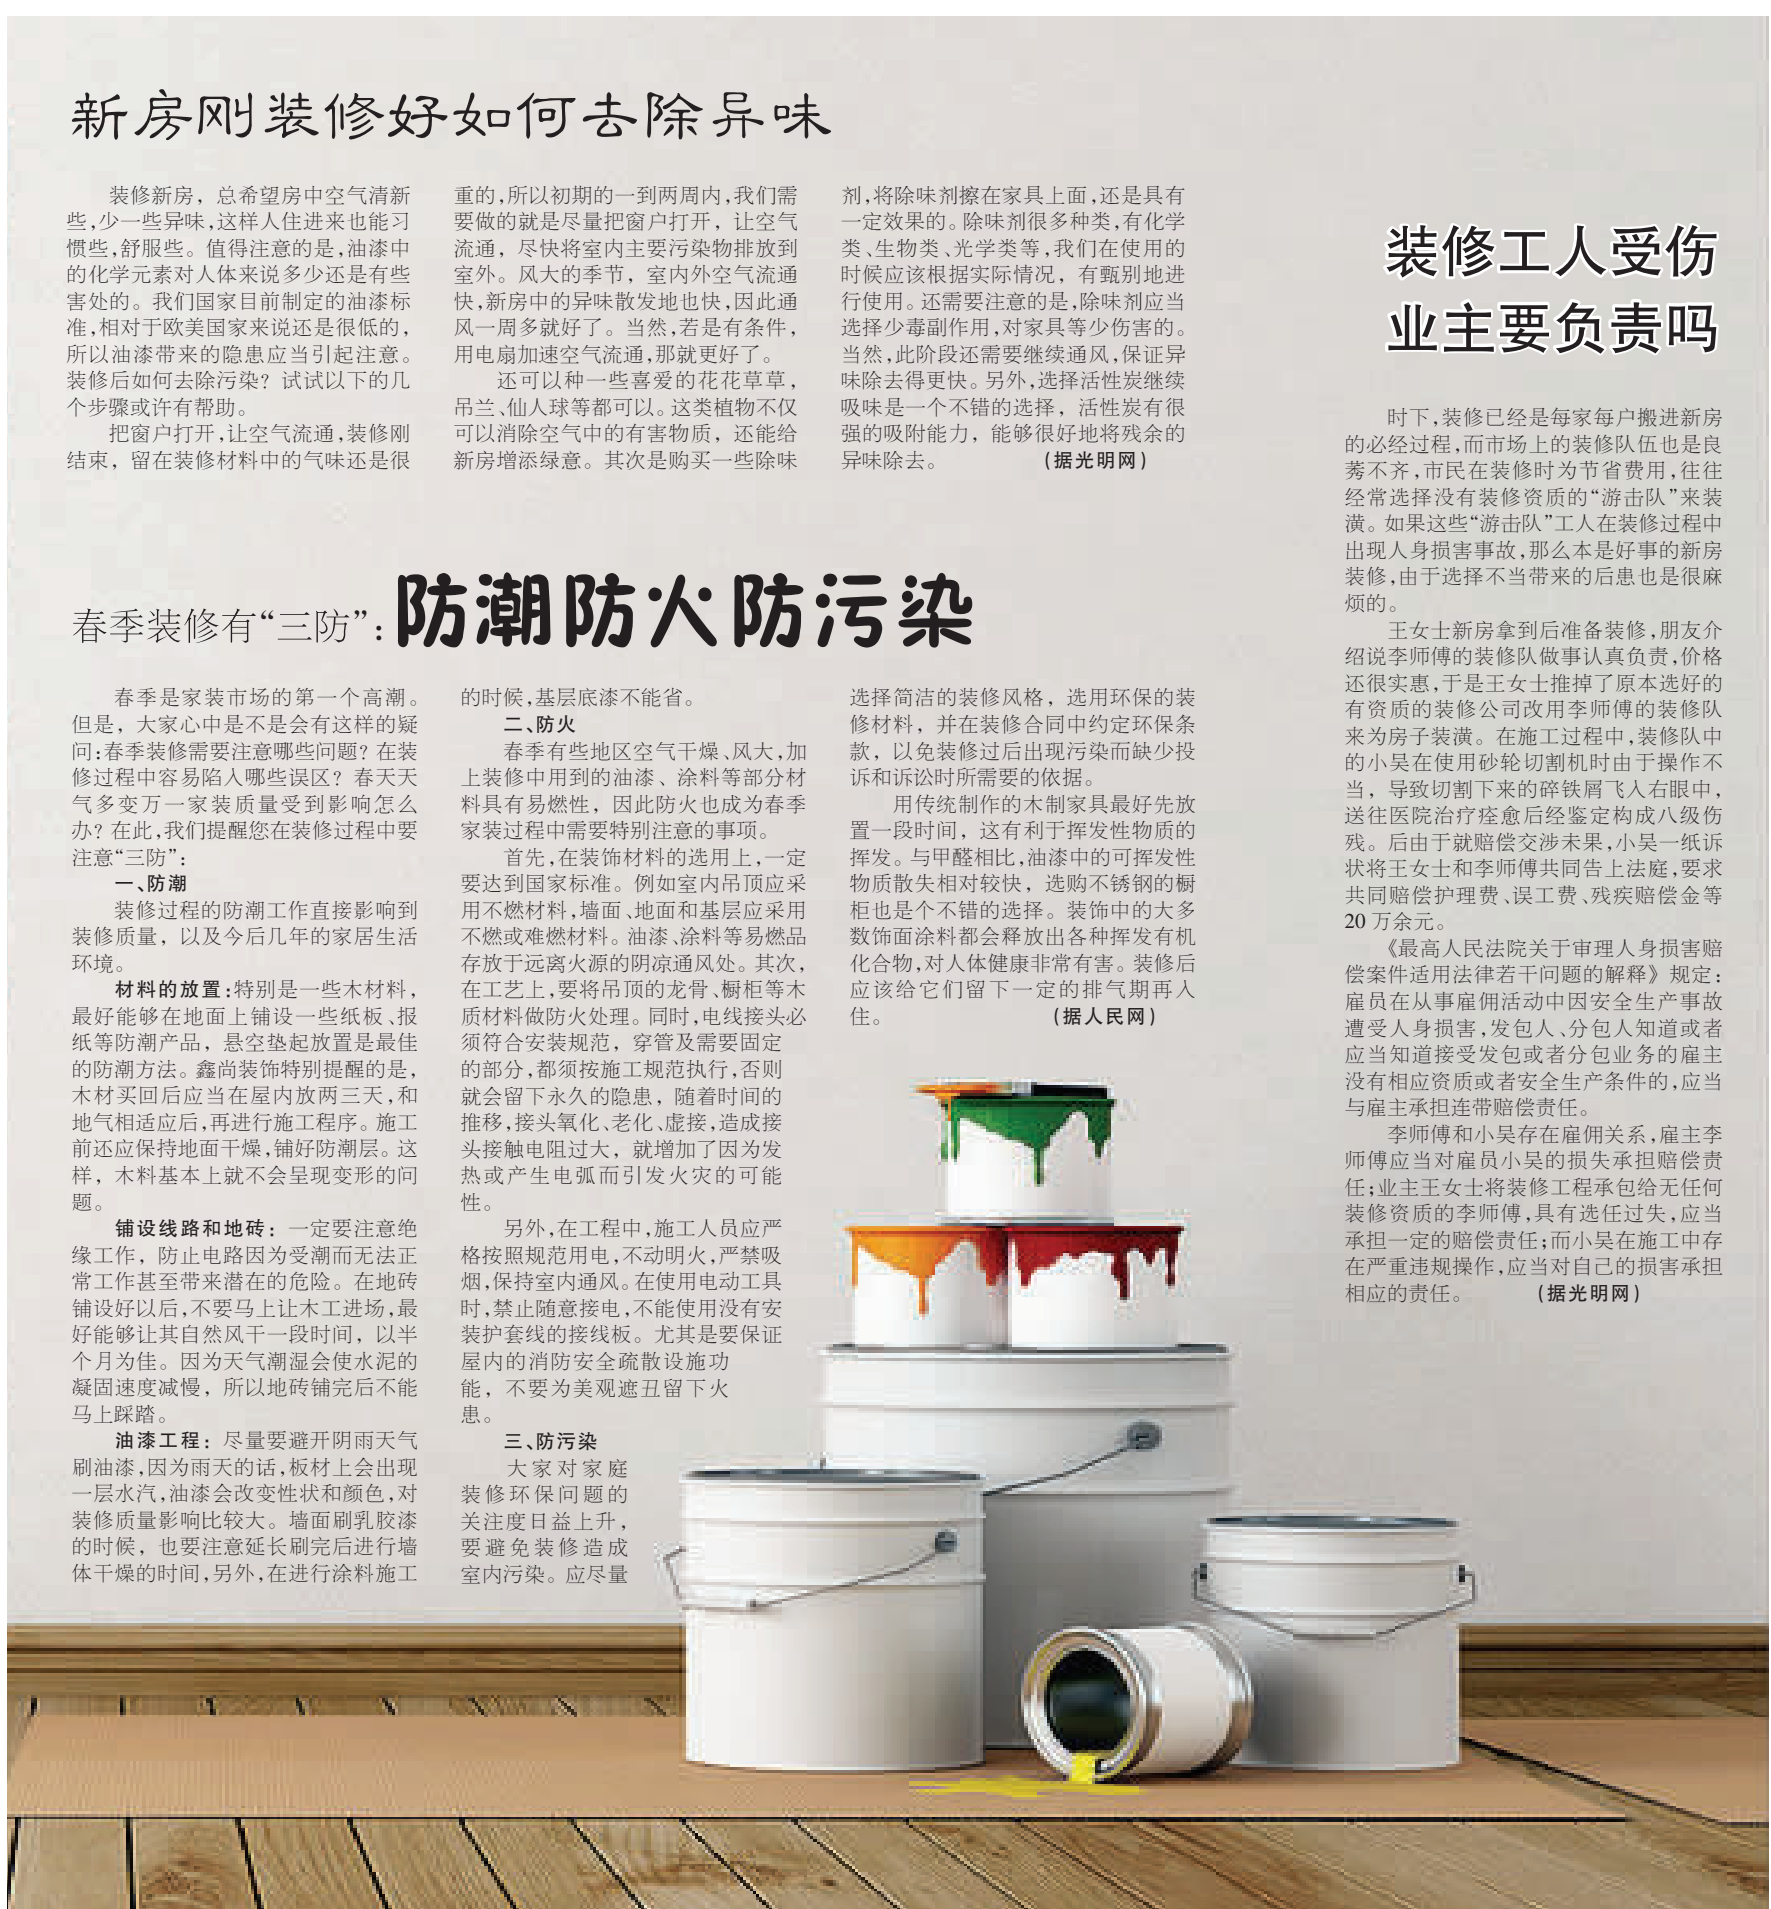 新房刚装修好如何去除异味
装修新房，总希望房中空气清新
些，少一些异味，这样人住进来也能习
惯些，舒服些。值得注意的是，油漆中
的化学元素对人体来说多少还是有些
害处的。我们国家目前制定的油漆标
准，相对于欧美国家来说还是很低的，
所以油漆带来的隐患应当引起注意。
装修后如何去除污染？试试以下的几
个步骤或许有帮助。
把窗户打开，让空气流通，装修刚
结束，留在装修材料中的气味还是很
重的，所以初期的一到两周内，我们需
要做的就是尽量把窗户打开，让空气
流通，尽快将室内主要污染物排放到
室外。风大的季节，室内外空气流通
快，新房中的异味散发地也快，因此通
风一周多就好了。当然，若是有条件，
用电扇加速空气流通，那就更好了。
还可以种一些喜爱的花花草草，
吊兰、仙人球等都可以。这类植物不仅
可以消除空气中的有害物质，还能给
新房增添绿意。其次是购买一些除味
剂，将除味剂擦在家具上面，还是具有
一定效果的。除味剂很多种类，有化学
类、生物类、光学类等，我们在使用的
时候应该根据实际情况，有甄别地进
行使用。还需要注意的是，除味剂应当
选择少毒副作用，对家具等少伤害的。
当然，此阶段还需要继续通风，保证异
味除去得更快。另外，选择活性炭继续
吸味是一个不错的选择，活性炭有很
强的吸附能力，能够很好地将残余的
异味除去。 （据光明网）
春季装修有“三防”：防潮防火防污染
春季是家装市场的第一个高潮。
但是，大家心中是不是会有这样的疑
问：春季装修需要注意哪些问题？在装
修过程中容易陷入哪些误区？春天天
气多变万一家装质量受到影响怎么
办？在此，我们提醒您在装修过程中要
注意“三防”：
一、防潮
装修过程的防潮工作直接影响到
装修质量，以及今后几年的家居生活
环境。
材料的放置：特别是一些木材料，
最好能够在地面上铺设一些纸板、报
纸等防潮产品，悬空垫起放置是最佳
的防潮方法。鑫尚装饰特别提醒的是，
木材买回后应当在屋内放两三天，和
地气相适应后，再进行施工程序。施工
前还应保持地面干燥，铺好防潮层。这
样，木料基本上就不会呈现变形的问
题。
铺设线路和地砖：一定要注意绝
缘工作，防止电路因为受潮而无法正
常工作甚至带来潜在的危险。在地砖
铺设好以后，不要马上让木工进场，最
好能够让其自然风干一段时间，以半
个月为佳。因为天气潮湿会使水泥的
凝固速度减慢，所以地砖铺完后不能
马上踩踏。
油漆工程：尽量要避开阴雨天气
刷油漆，因为雨天的话，板材上会出现
一层水汽，油漆会改变性状和颜色，对
装修质量影响比较大。墙面刷乳胶漆
的时候，也要注意延长刷完后进行墙
体干燥的时间，另外，在进行涂料施工
的时候，基层底漆不能省。
二、防火
春季有些地区空气干燥、风大，加
上装修中用到的油漆、涂料等部分材
料具有易燃性，因此防火也成为春季
家装过程中需要特别注意的事项。
首先，在装饰材料的选用上，一定
要达到国家标准。例如室内吊顶应采
用不燃材料，墙面、地面和基层应采用
不燃或难燃材料。油漆、涂料等易燃品
存放于远离火源的阴凉通风处。其次，
在工艺上，要将吊顶的龙骨、橱柜等木
质材料做防火处理。同时，电线接头必
须符合安装规范，穿管及需要固定
的部分，都须按施工规范执行，否则
就会留下永久的隐患，随着时间的
推移，接头氧化、老化、虚接，造成接
头接触电阻过大，就增加了因为发
热或产生电弧而引发火灾的可能
性。
另外，在工程中，施工人员应严
格按照规范用电，不动明火，严禁吸
烟，保持室内通风。在使用电动工具
时，禁止随意接电，不能使用没有安
装护套线的接线板。尤其是要保证
屋内的消防安全疏散设施功
能，不要为美观遮丑留下火
患。
三、防污染
大家对家庭
装修环保问题的
关注度日益上升，
要避免装修造成
室内污染。应尽量
选择简洁的装修风格，选用环保的装
修材料，并在装修合同中约定环保条
款，以免装修过后出现污染而缺少投
诉和诉讼时所需要的依据。
用传统制作的木制家具最好先放
置一段时间，这有利于挥发性物质的
挥发。与甲醛相比，油漆中的可挥发性
物质散失相对较快，选购不锈钢的橱
柜也是个不错的选择。装饰中的大多
数饰面涂料都会释放出各种挥发有机
化合物，对人体健康非常有害。装修后
应该给它们留下一定的排气期再入
住。 （据人民网）
装修工人受伤
业主要负责吗
时下，装修已经是每家每户搬进新房
的必经过程，而市场上的装修队伍也是良
莠不齐，市民在装修时为节省费用，往往
经常选择没有装修资质的“游击队”来装
潢。如果这些“游击队”工人在装修过程中
出现人身损害事故，那么本是好事的新房
装修，由于选择不当带来的后患也是很麻
烦的。
王女士新房拿到后准备装修，朋友介
绍说李师傅的装修队做事认真负责，价格
还很实惠，于是王女士推掉了原本选好的
有资质的装修公司改用李师傅的装修队
来为房子装潢。在施工过程中，装修队中
的小吴在使用砂轮切割机时由于操作不
当，导致切割下来的碎铁屑飞入右眼中，
送往医院治疗痊愈后经鉴定构成八级伤
残。后由于就赔偿交涉未果，小吴一纸诉
状将王女士和李师傅共同告上法庭，要求
共同赔偿护理费、误工费、残疾赔偿金等
20 万余元。
《最高人民法院关于审理人身损害赔
偿案件适用法律若干问题的解释》规定：
雇员在从事雇佣活动中因安全生产事故
遭受人身损害，发包人、分包人知道或者
应当知道接受发包或者分包业务的雇主
没有相应资质或者安全生产条件的，应当
与雇主承担连带赔偿责任。
李师傅和小吴存在雇佣关系，雇主李
师傅应当对雇员小吴的损失承担赔偿责
任；业主王女士将装修工程承包给无任何
装修资质的李师傅，具有选任过失，应当
承担一定的赔偿责任；而小吴在施工中存
在严重违规操作，应当对自己的损害承担
相应的责任。 （据光明网）